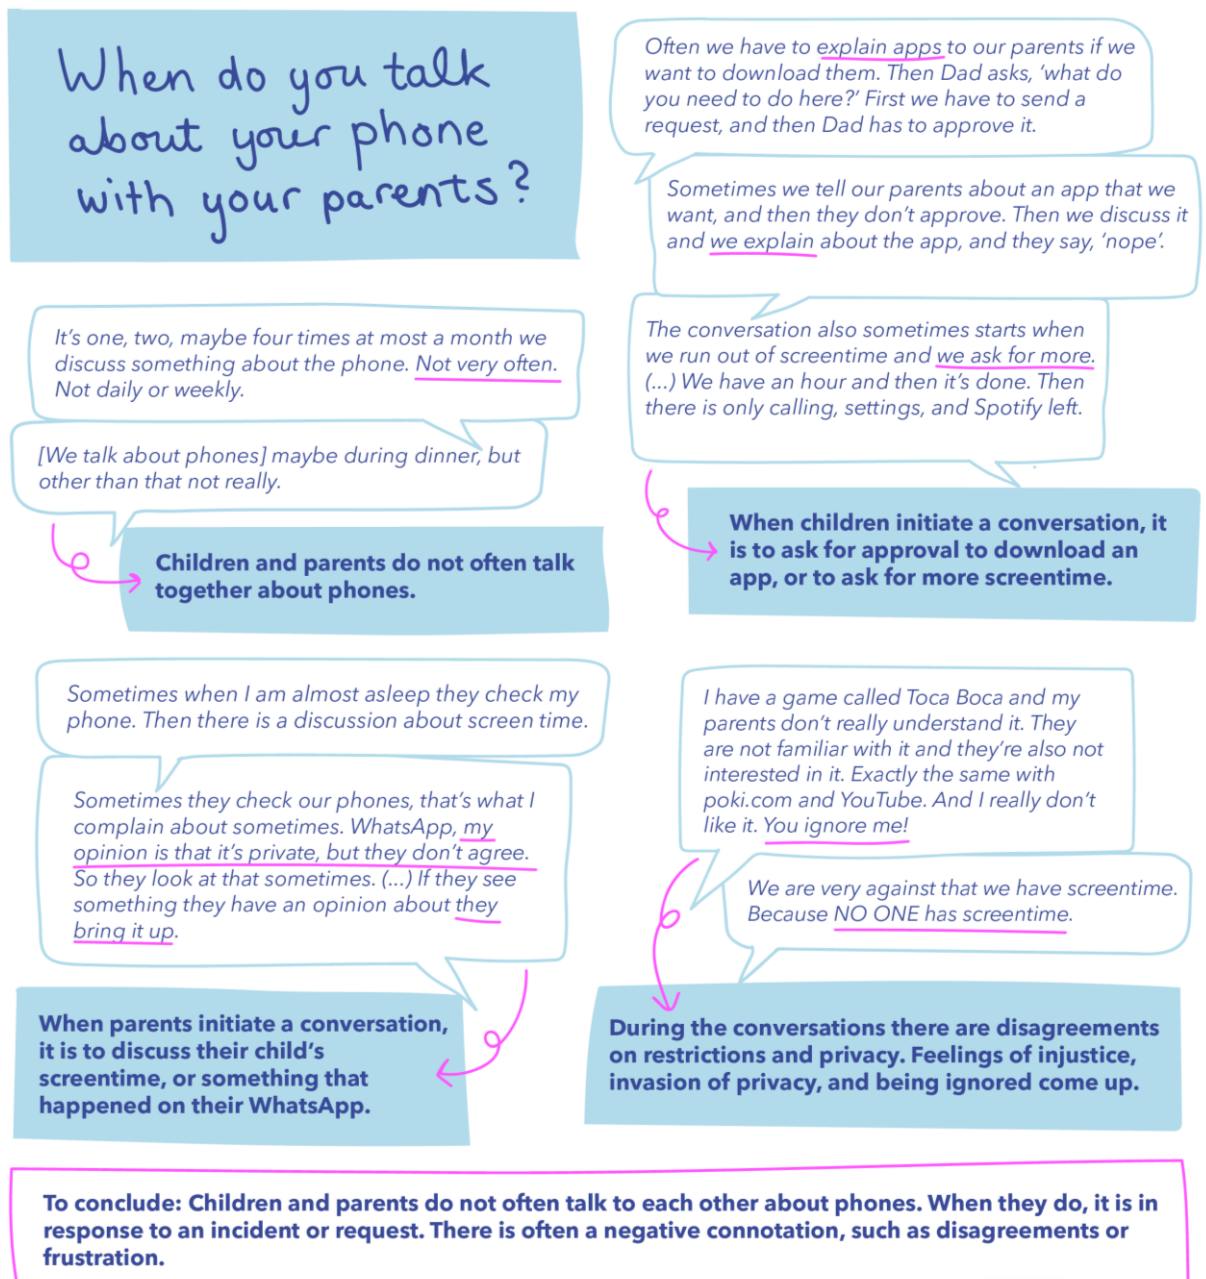 When do you talk
about your phone
with your parents?
Often we have to explain apps to our parents if we
want to download them. Then Dad asks, ‘what do
you need to do here?’ First we have to send a
request, and then Dad has to approve it.
Sometimes we tell our parents about an app that we
want, and then they don’t approve. Then we discuss it
and we explain about the app, and they say, ‘nope’.
The conversation also sometimes starts when
we run out of screentime and we ask for more.
(...) We have an hour and then it’s done. Then
there is only calling, settings, and Spotify left.
When children initiate a conversation, it
is to ask for approval to download an
app, or to ask for more screentime.
It’s one, two, maybe four times at most a month we
discuss something about the phone. Not very often.
Not daily or weekly.
[We talk about phones] maybe during dinner, but
other than that not really.
Children and parents do not often talk
together about phones.
Sometimes when I am almost asleep they check my
phone. Then there is a discussion about screen time.
Sometimes they check our phones, that’s what I
complain about sometimes. WhatsApp, my
opinion is that it’s private, but they don’t agree.
So they look at that sometimes. (...) If they see
something they have an opinion about they
bring it up.
When parents initiate a conversation,
it is to discuss their child’s
screentime, or something that
happened on their WhatsApp.
I have a game called Toca Boca and my
parents don’t really understand it. They
are not familiar with it and they’re also not
interested in it. Exactly the same with
poki.com and YouTube. And I really don’t
like it. You ignore me!
We are very against that we have screentime.
Because NO ONE has screentime.
During the conversations there are disagreements
on restrictions and privacy. Feelings of injustice,
invasion of privacy, and being ignored come up.
To conclude: Children and parents do not often talk to each other about phones. When they do, it is in
response to an incident or request. There is often a negative connotation, such as disagreements or
frustration.